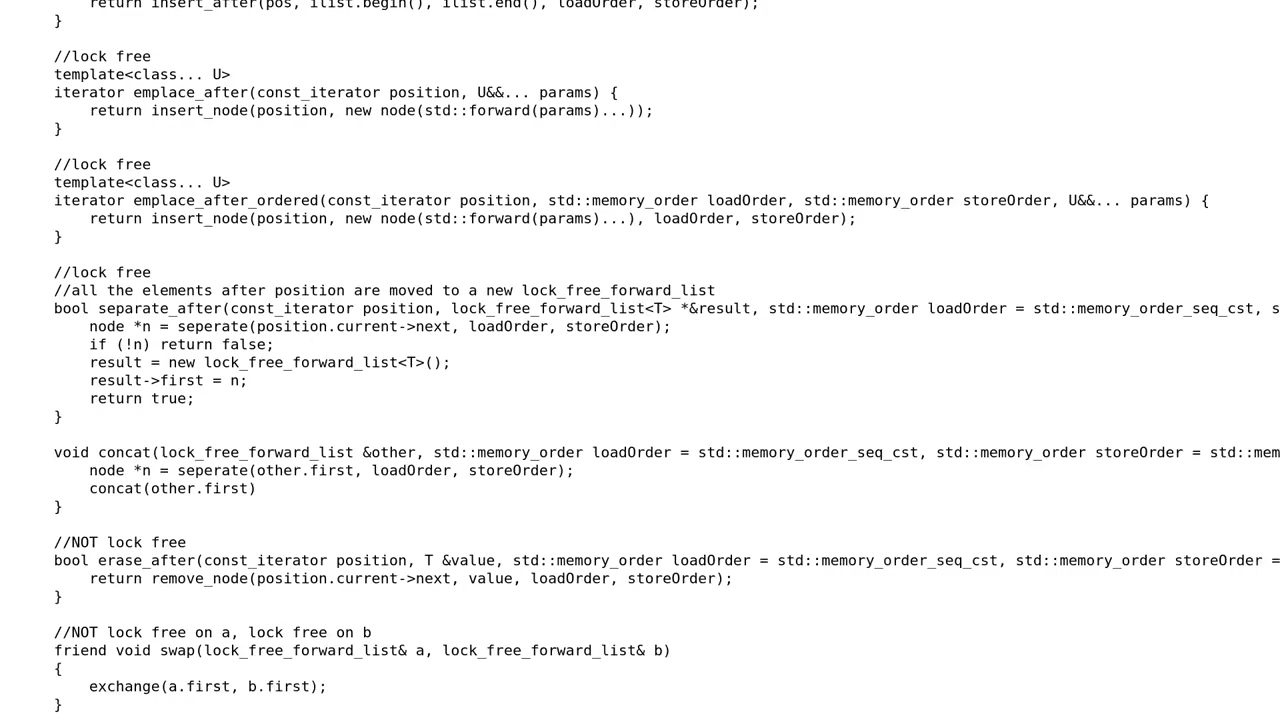 return insert_after(pos, ilist.begin(), ilist.end(), loadOrder, storeOrder);
}
//lock free
template<class... U>
iterator emplace_after(const_iterator position, U&&... params) {
return insert_node(position, new node(std::forward(params)...));
}
//lock free
template<class... U>
iterator emplace_after_ordered(const_iterator position, std::memory_order loadOrder, std::memory_order storeOrder, U&&... params) {
return insert_node(position, new node(std::forward(params)...), loadOrder, storeOrder);
}
//lock free
//all the elements after position are moved to a new lock_free_forward_list
bool separate_after(const_iterator position, lock_free_forward_list<T> *&result, std::memory_order loadOrder = std::memory_order_seq_cst, s
node *n = seperate(position.current->next, loadOrder, storeOrder);
if (!n) return false;
result = new lock_free_forward_list<T>();
result->first = n;
return true;
}
void concat(lock_free_forward_list &other, std::memory_order loadOrder = std::memory_order_seq_cst, std::memory_order storeOrder = std::mem
node *n = seperate(other.first, loadOrder, storeOrder);
concat(other.first)
}
//NOT lock free
bool erase_after(const_iterator position, T &value, std::memory_order loadOrder = std::memory_order_seq_cst, std::memory_order storeOrder =
return remove_node(position.current->next, value, loadOrder, storeOrder);
}
//NOT lock free on a, lock free on b
friend void swap(lock_free_forward_list& a, lock_free_forward_list& b)
{
exchange(a.first, b.first);
}